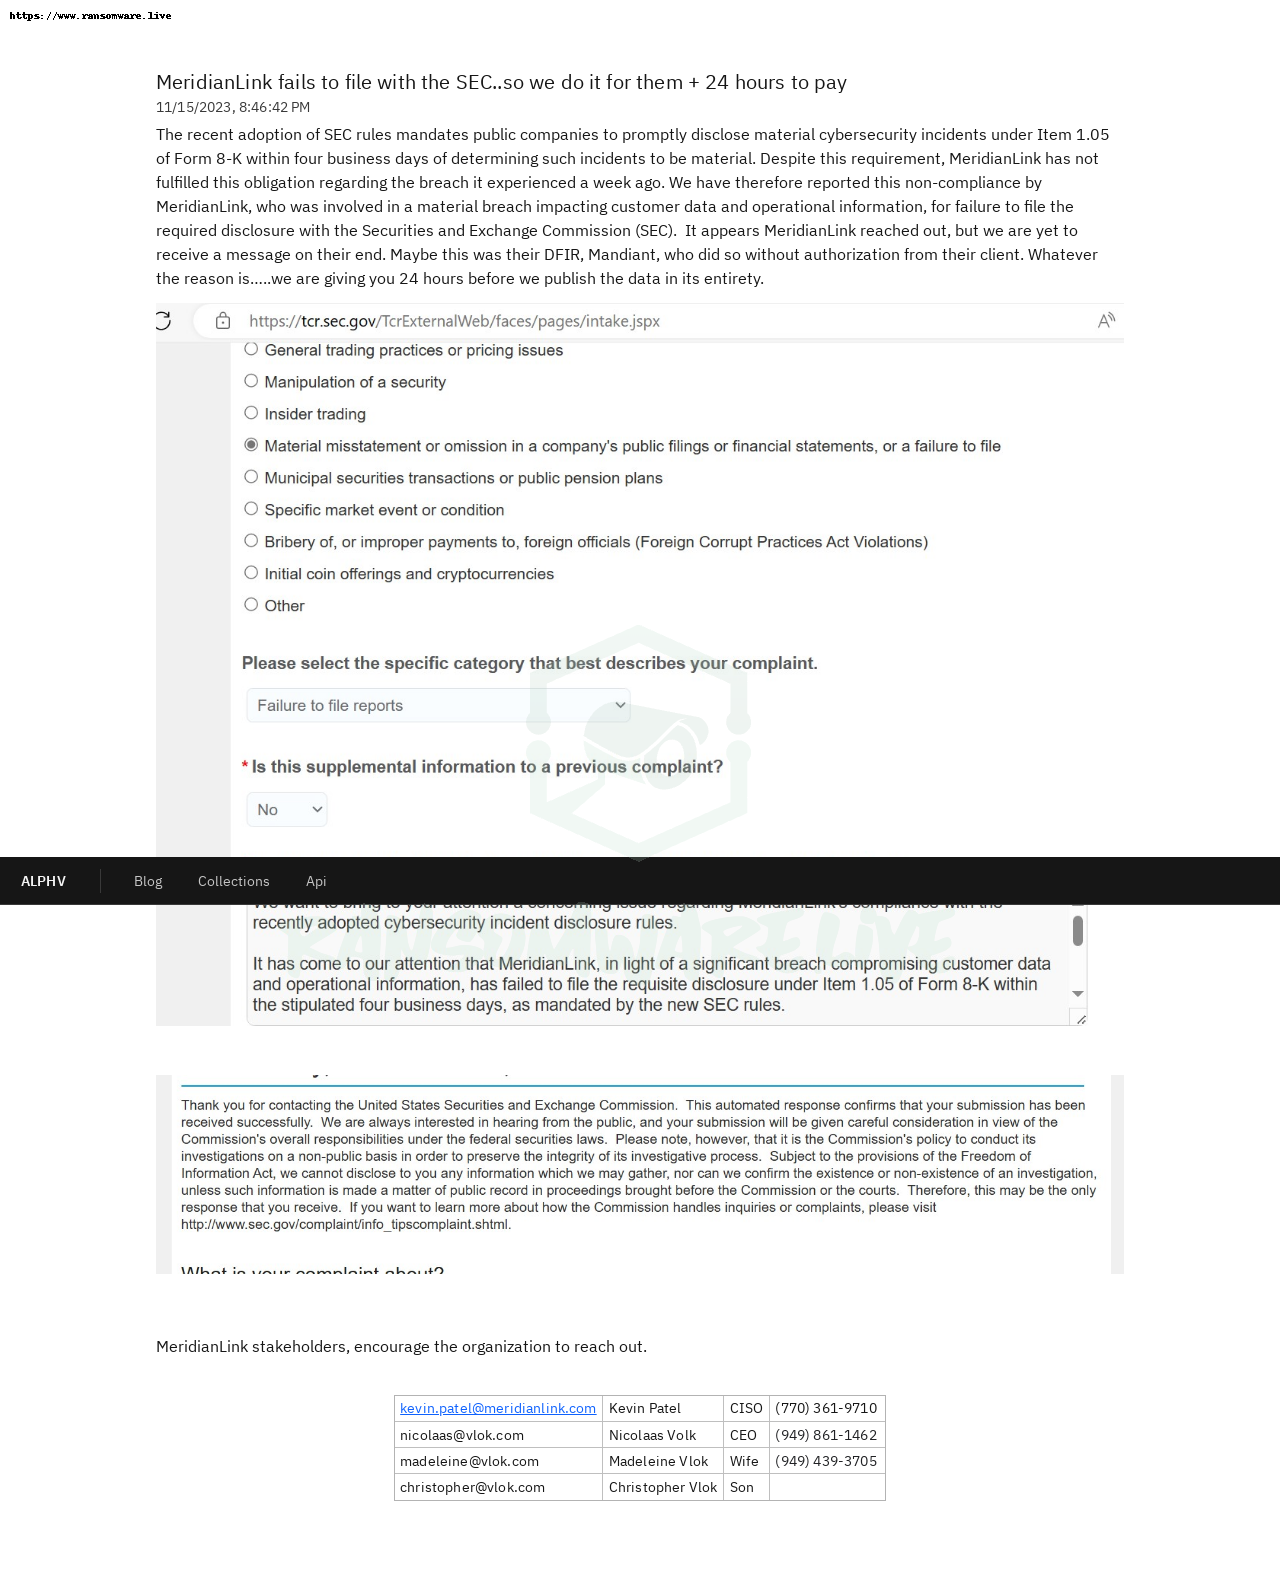 https://www.ransomware.live
MeridianLink fails to file with the SEC..so we do it for them + 24 hours to pay
11/15/2023, 8:46:42 PM
The recent adoption of SEC rules mandates public companies to promptly disclose material cybersecurity incidents under Item 1.05
of Form 8-K within four business days of determining such incidents to be material. Despite this requirement, MeridianLink has not
fulfilled this obligation regarding the breach it experienced a week ago. We have therefore reported this non-compliance by
MeridianLink, who was involved in a material breach impacting customer data and operational information, for failure to file the
required disclosure with the Securities and Exchange Commission (SEC).  It appears MeridianLink reached out, but we are yet to
receive a message on their end. Maybe this was their DFIR, Mandiant, who did so without authorization from their client. Whatever
the reason is.....we are giving you 24 hours before we publish the data in its entirety.
https://tcr.sec.gov/TcrExternalWeb/faces/pages/intake.jspx
General trading practices or pricing issues
Manipulation of a security
Insider trading
Material misstatement or omission in a company's public filings or financial statements, or a failure to file
Municipal securities transactions or public pension plans
Specific market event or condition
Bribery of, or improper payments to, foreign officials (Foreign Corrupt Practices Act Violations)
Initial coin offerings and cryptocurrencies
Other
Please select the specific category that best describes your complaint.
Failure to file reports
* Is this supplemental information to a previous complaint?
No
ALPHV Blog Collections Api
We want to bring to your attention a concerning issue regarding MeridianLink's compliance with the
recently adopted cybersecurity incident disclosure rules.
RANSOMWARE LIVE
It has come to our attention that MeridianLink, in light of a significant breach compromising customer data
and operational information, has failed to file the requisite disclosure under Item 1.05 of Form 8-K within
the stipulated four business days, as mandated by the new SEC rules.
Thank you for contacting the United States Securities and Exchange Commission.  This automated response confirms that your submission has been
received successfully.  We are always interested in hearing from the public, and your submission will be given careful consideration in view of the
Commission's overall responsibilities under the federal securities laws.  Please note, however, that it is the Commission's policy to conduct its
investigations on a non-public basis in order to preserve the integrity of its investigative process.  Subject to the provisions of the Freedom of
Information Act, we cannot disclose to you any information which we may gather, nor can we confirm the existence or non-existence of an investigation,
unless such information is made a matter of public record in proceedings brought before the Commission or the courts.  Therefore, this may be the only
response that you receive.  If you want to learn more about how the Commission handles inquiries or complaints, please visit
http://www.sec.gov/complaint/info_tipscomplaint.shtml.
What is your complaint about?
MeridianLink stakeholders, encourage the organization to reach out.
kevin.patel@meridianlink.com Kevin Patel CISO (770) 361-9710
nicolaas@vlok.com Nicolaas Volk CEO (949) 861-1462
madeleine@vlok.com Madeleine Vlok Wife (949) 439-3705
christopher@vlok.com Christopher Vlok Son